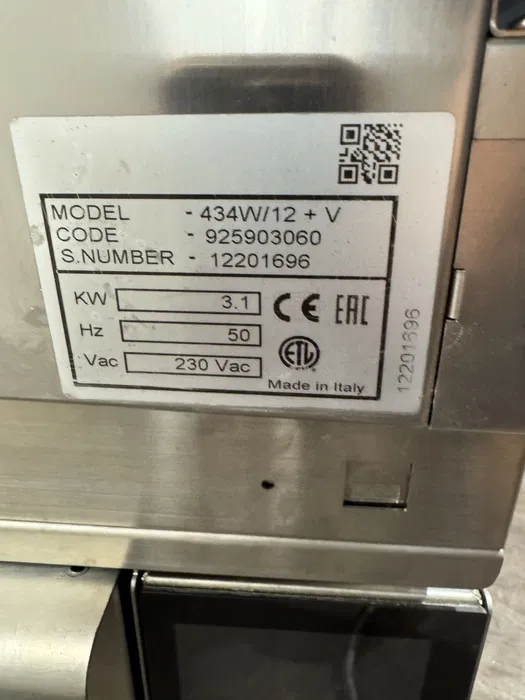 MODEL - 434W/12 + V
CODE - 925903060
S.NUMBER - 12201696
KW 3.1
Hz 50
Vac 230 Vac
CE EAC
ETL
Made in Italy
12201696